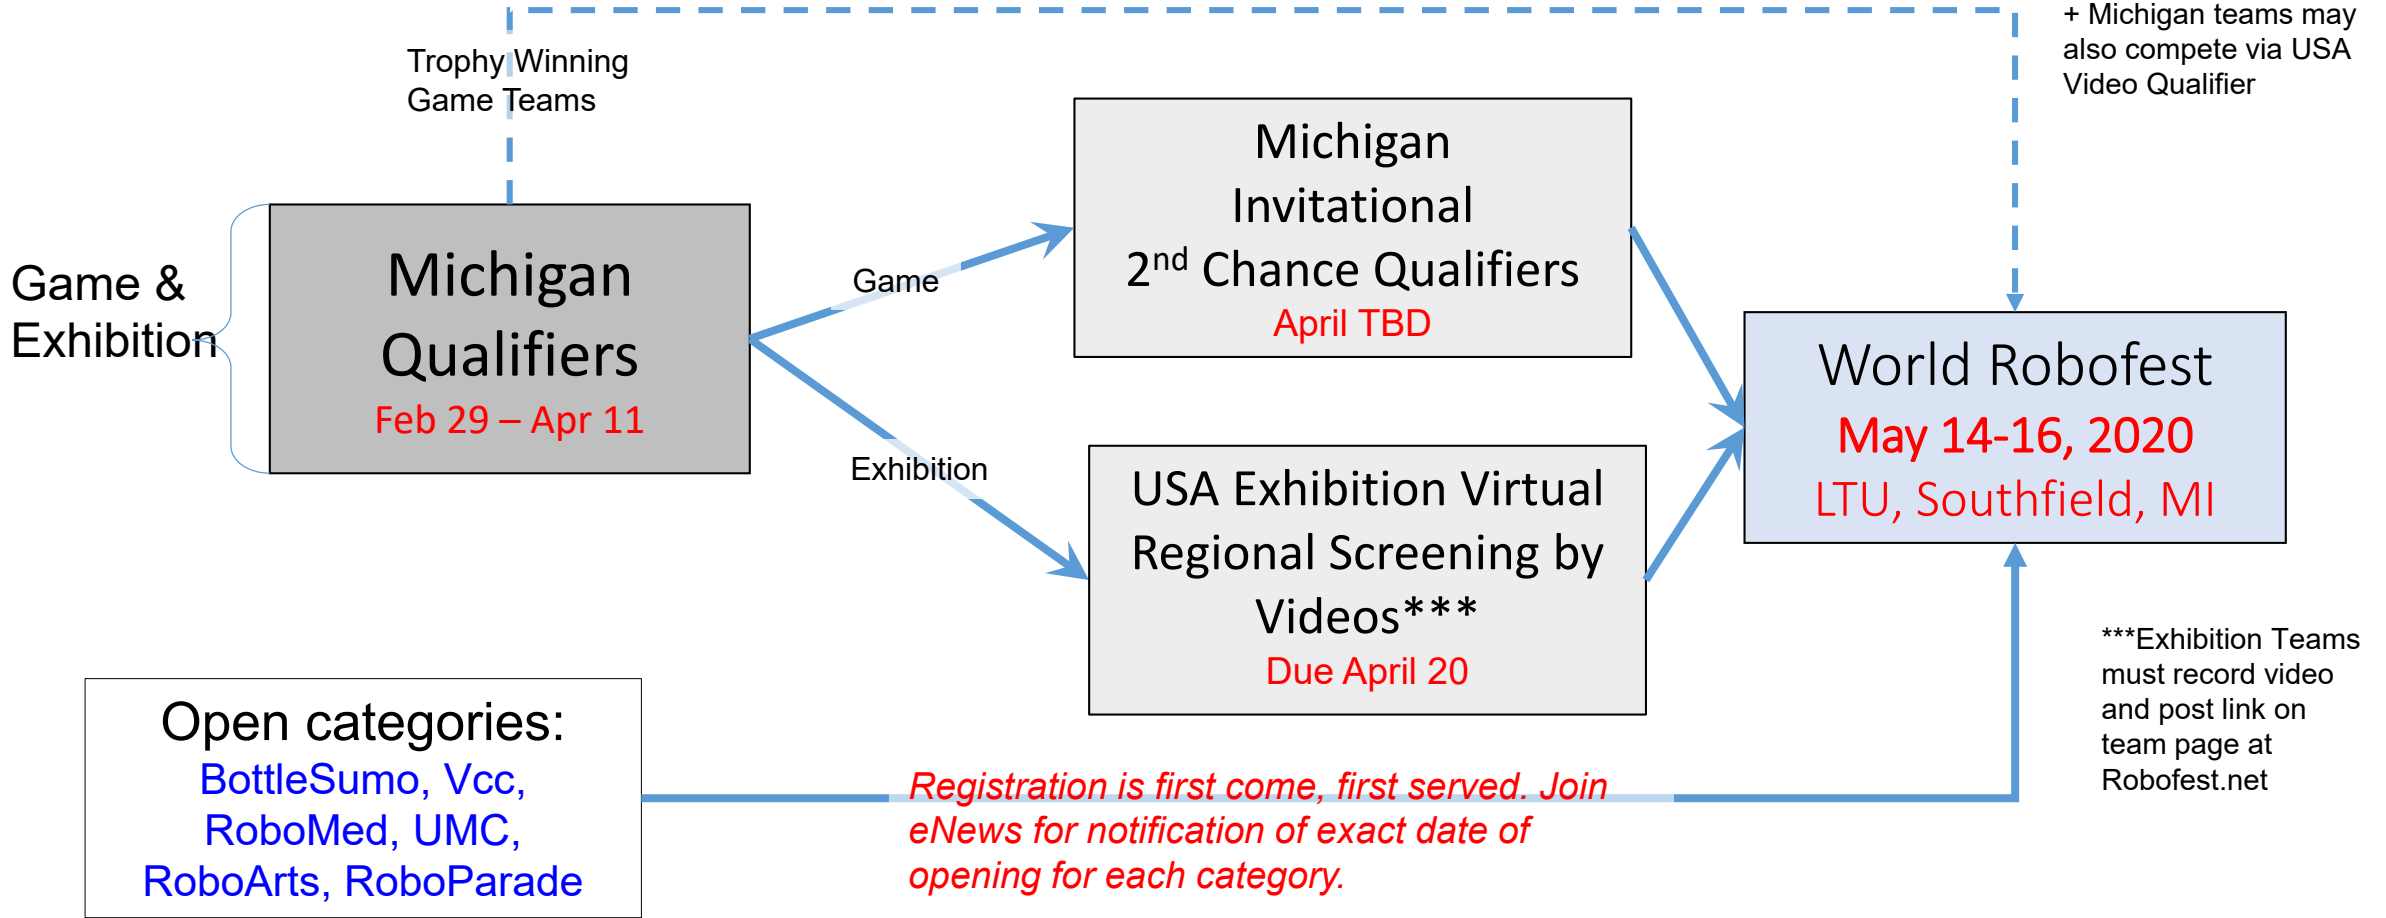 + Michigan teams may
also compete via USA
Video Qualifier
Trophy Winning
Game Teams
Michigan
Invitational
2nd Chance Qualifiers
April TBD
Game &
Exhibition
Michigan
Qualifiers
Feb 29 – Apr 11
Game
Exhibition
World Robofest
May 14-16, 2020
LTU, Southfield, MI
USA Exhibition Virtual
Regional Screening by
Videos***
Due April 20
***Exhibition Teams
must record video
and post link on
team page at
Robofest.net
Open categories:
BottleSumo, Vcc,
RoboMed, UMC,
RoboArts, RoboParade
Registration is first come, first served. Join
eNews for notification of exact date of
opening for each category.